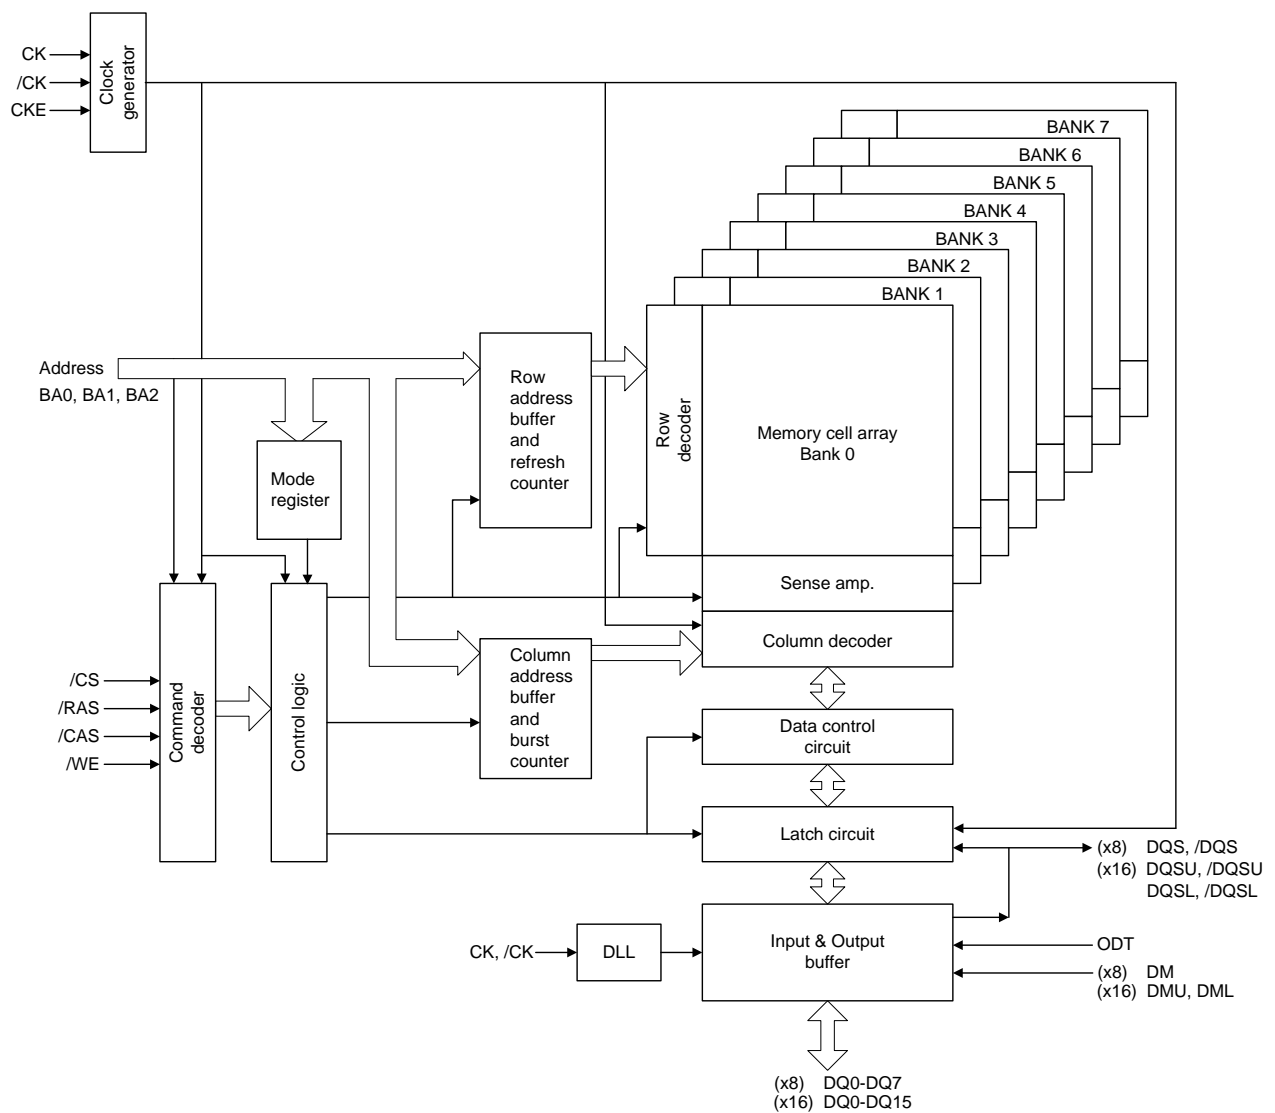 CK
/CK
CKE
Clock
generator
BANK 7
BANK 6
BANK 5
BANK 4
BANK 3
BANK 2
BANK 1
Address
BA0, BA1, BA2
Mode
register
Row
address
buffer
and
refresh
counter
Row
decoder
Memory cell array
Bank 0
Sense amp.
Column decoder
/CS
/RAS
/CAS
/WE
Command
decoder
Control logic
Column
address
buffer
and
burst
counter
Data control
circuit
Latch circuit
(x8) DQS, /DQS
(x16) DQSU, /DQSU
DQSL, /DQSL
CK, /CK
DLL
Input & Output
buffer
ODT
(x8) DM
(x16) DMU, DML
(x8) DQ0-DQ7
(x16) DQ0-DQ15